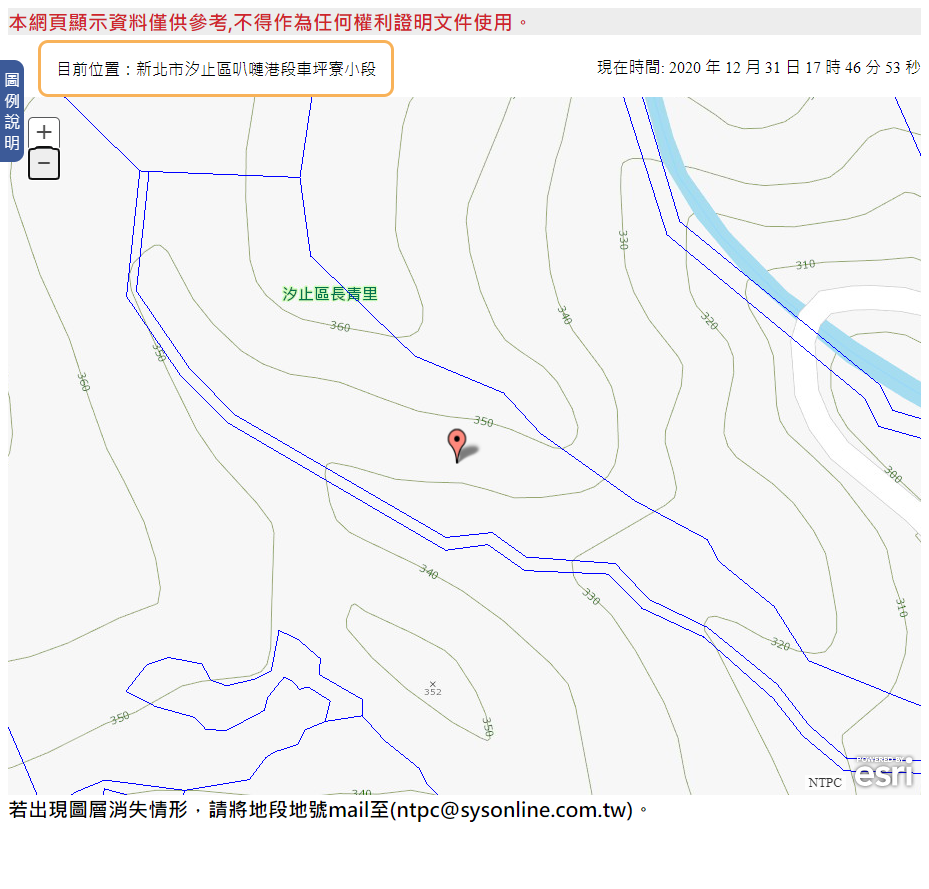 本網頁顯示資料僅供參考,不得作為任何權利證明文件使用。
目前位置：新北市汐止區叭嗹港段車坪寮小段
現在時間: 2020 年 12 月 31 日 17 時 46 分 53 秒
圖例說明
+
−
330
310
汐止區長青里
360
340
320
350
360
350
300
340
330
310
320
352
350
350
340
POWERED BY
esri
NTPC
若出現圖層消失情形，請將地段地號mail至(ntpc@sysonline.com.tw)。